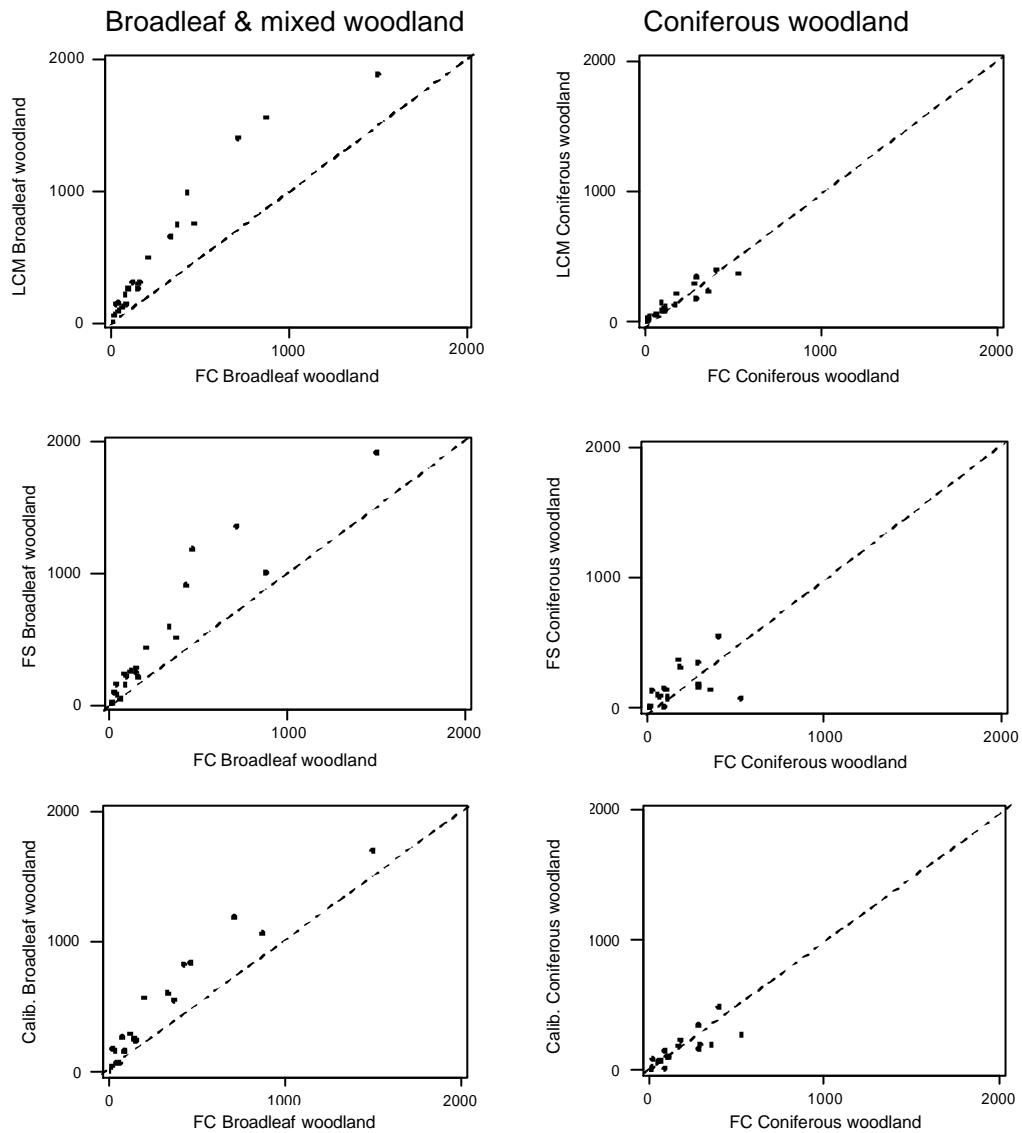 Broadleaf & mixed woodland
Coniferous woodland
LCM Broadleaf woodland
2000
1000
0
0 1000 2000
FC Broadleaf woodland
LCM Coniferous woodland
2000
1000
0
0 1000 2000
FC Coniferous woodland
FS Broadleaf woodland
2000
1000
0
0 1000 2000
FC Broadleaf woodland
FS Coniferous woodland
2000
1000
0
0 1000 2000
FC Coniferous woodland
Calib. Broadleaf woodland
2000
1000
0
0 1000 2000
FC Broadleaf woodland
Calib. Coniferous woodland
2000
1000
0
0 1000 2000
FC Coniferous woodland